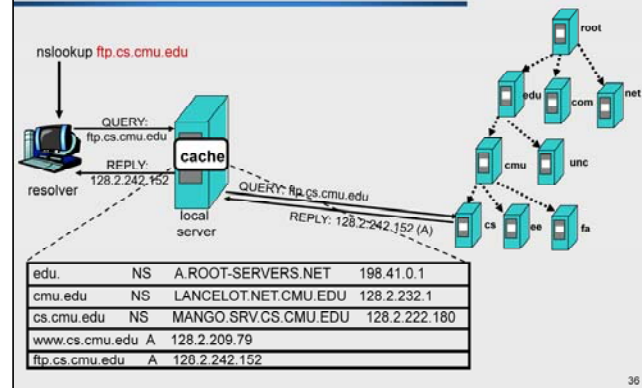 nslookup ftp.cs.cmu.edu
QUERY:
ftp.cs.cmu.edu
REPLY:
128.2.242.152
resolver
cache
local
server
QUERY: ftp.cs.cmu.edu
REPLY: 128.2.242.152 (A)
root
edu
com
net
cmu
unc
cs
ee
fa
edu. NS A.ROOT-SERVERS.NET 198.41.0.1
cmu.edu NS LANCELOT.NET.CMU.EDU 128.2.232.1
cs.cmu.edu NS MANGO.SRV.CS.CMU.EDU 128.2.222.180
www.cs.cmu.edu A 128.2.209.79
ftp.cs.cmu.edu A 128.2.242.152
36